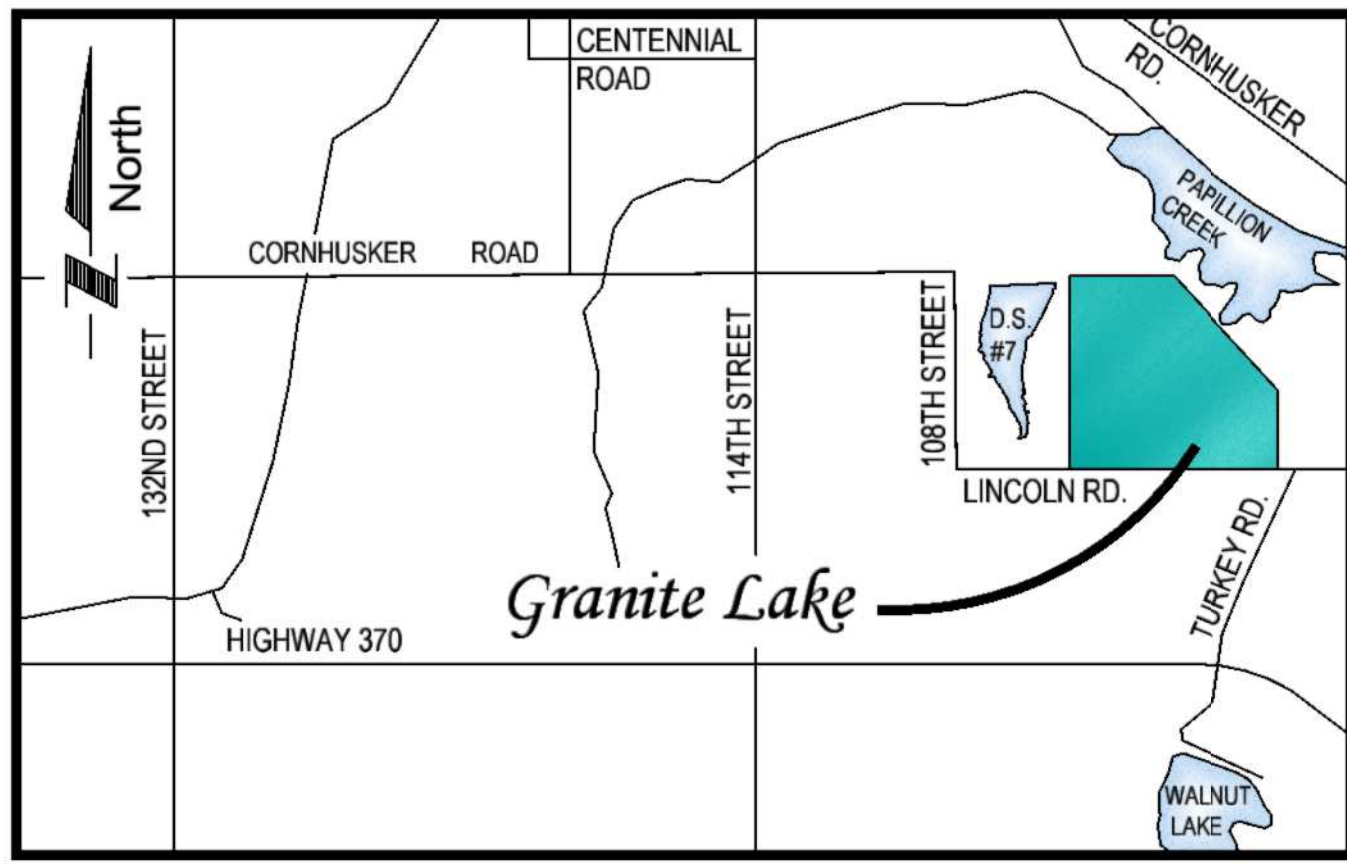 North
CENTENNIAL
ROAD
CORNHUSKER
RD.
PAPILLION
CREEK
CORNHUSKER ROAD
132ND STREET
114TH STREET
108TH STREET
D.S.
#7
LINCOLN RD.
TURKEY RD.
Granite Lake
HIGHWAY 370
WALNUT
LAKE